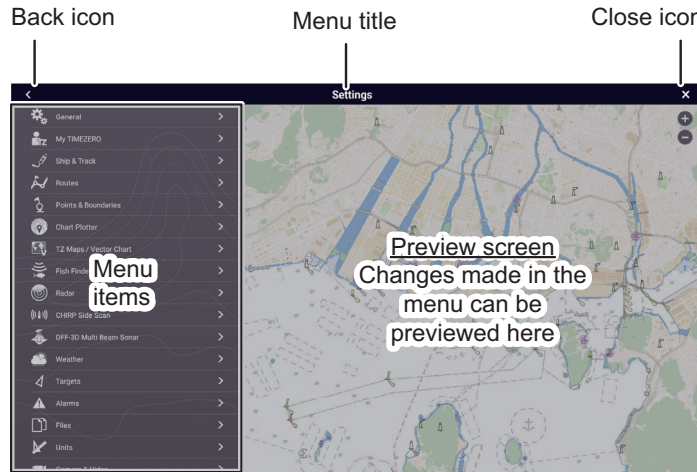 Back icon
Menu title
Close icon
Settings
General
My TIMEZERO
Ship & Track
Routes
Points & Boundaries
Chart Plotter
TZ Maps / Vector Chart
Fish Finder
Radar
CHIRP Side Scan
DFF-3D Multi Beam Sonar
Weather
Targets
Alarms
Files
Units
Camera & Video
Menu
items
Preview screen
Changes made in the
menu can be
previewed here